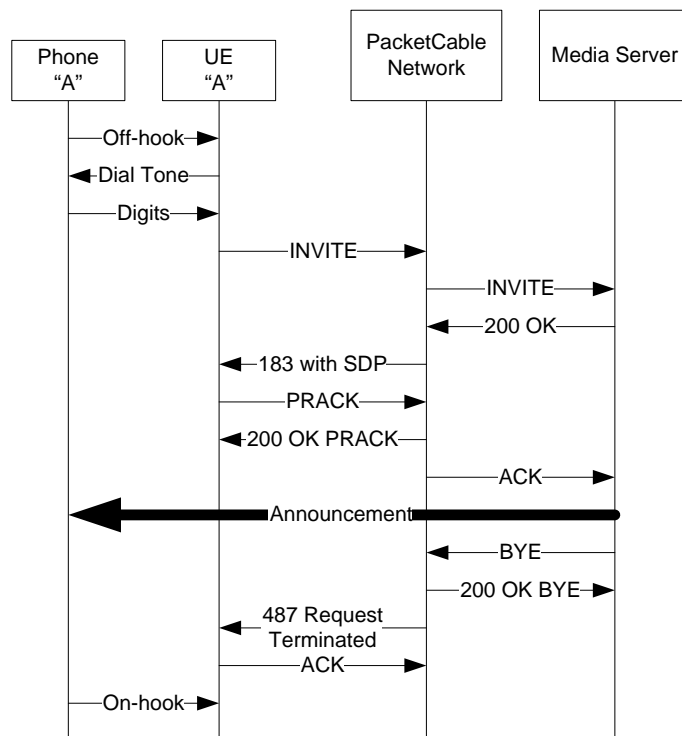 Phone
“A”
UE
“A”
PacketCable
Network
Media Server
Off-hook
Dial Tone
Digits
INVITE
INVITE
200 OK
183 with SDP
PRACK
200 OK PRACK
ACK
Announcement
BYE
200 OK BYE
487 Request
Terminated
ACK
On-hook